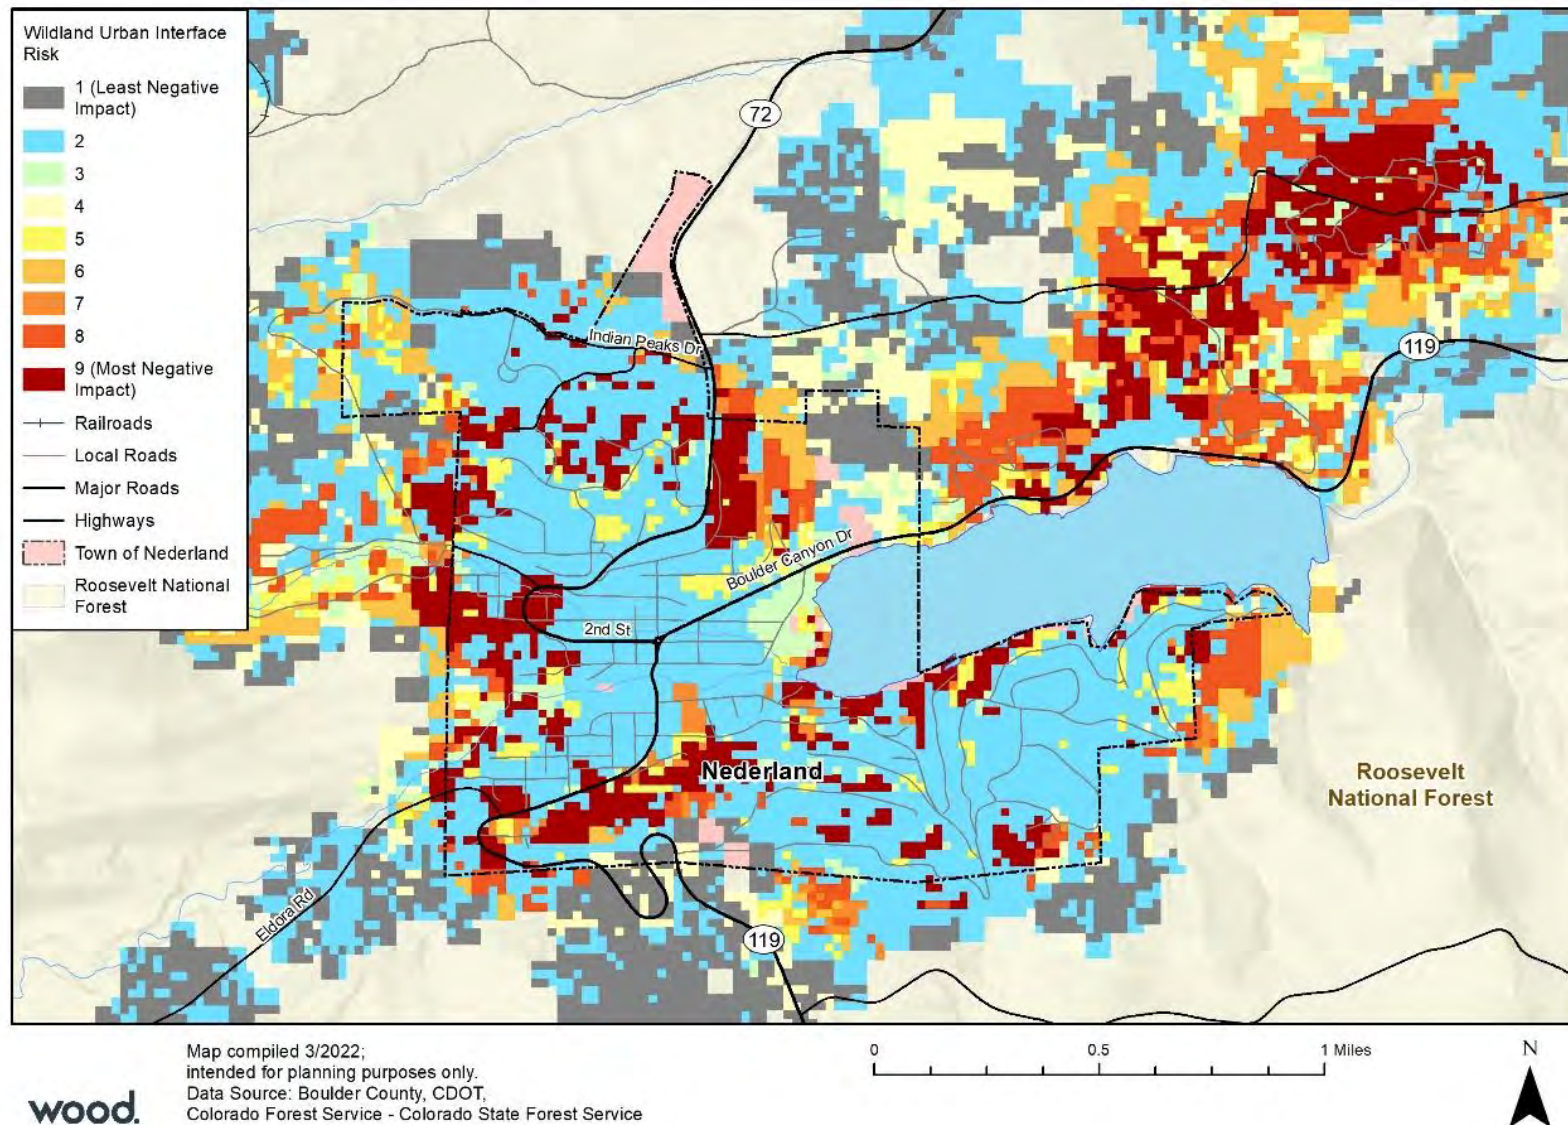 Wildland Urban Interface
Risk
1 (Least Negative
Impact)
2
3
4
5
6
7
8
9 (Most Negative
Impact)
Railroads
Local Roads
Major Roads
Highways
Town of Nederland
Roosevelt National
Forest
72
Indian Peaks Dr
119
Boulder Canyon Dr
2nd St
Nederland
Roosevelt
National Forest
Eldora Rd
119
Map compiled 3/2022;
intended for planning purposes only.
Data Source: Boulder County, CDOT,
Colorado Forest Service - Colorado State Forest Service
wood.
0 0.5 1 Miles
N